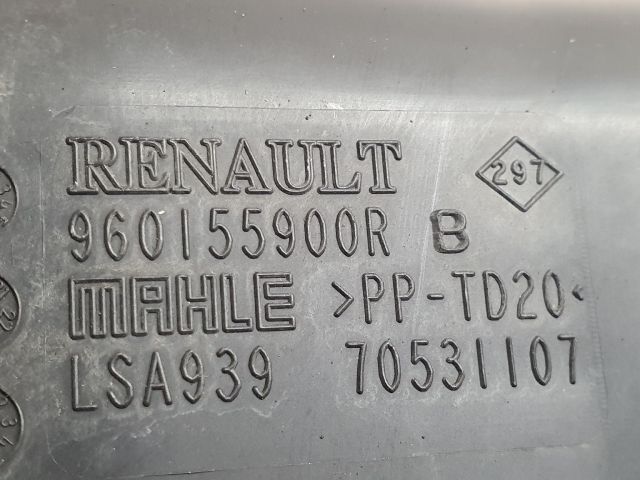 RENAULT 297
960155900R B
MAHLE >PP-TD20<
LSA939 70531107